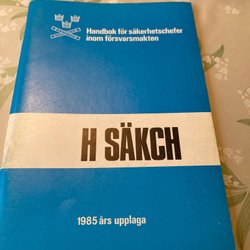 Handbok för säkerhetschefer
inom försvarsmakten
H SÄKCH
1985 års upplaga